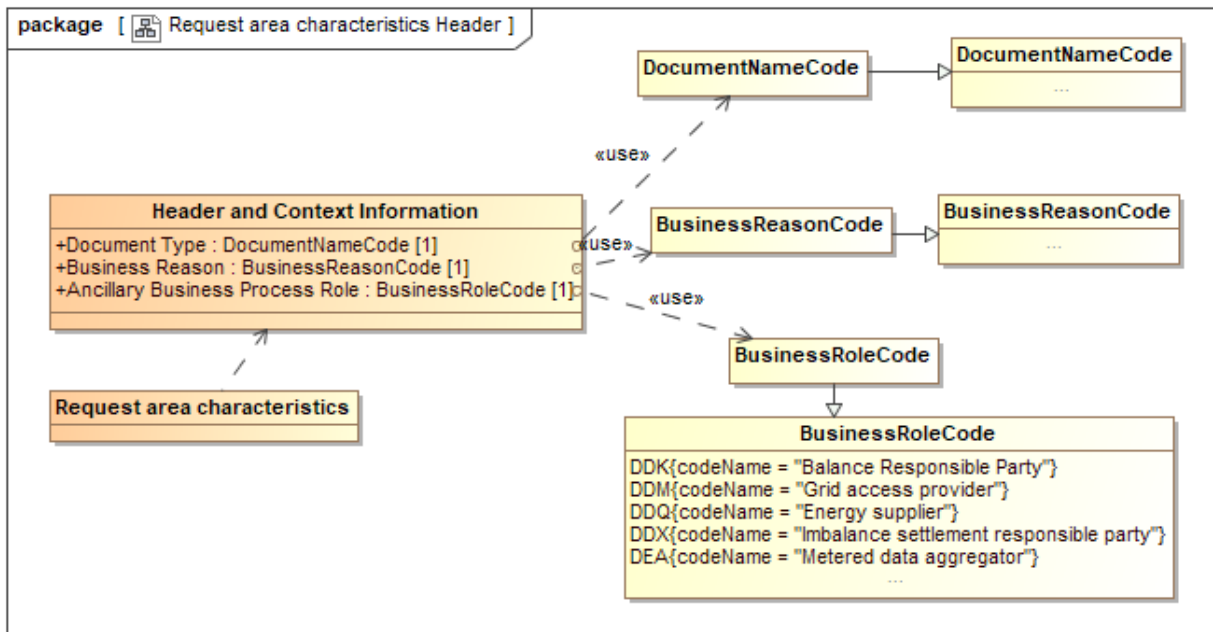 package [ Request area characteristics Header ]
DocumentNameCode
DocumentNameCode
...
«use»
Header and Context Information
+Document Type : DocumentNameCode [1]
+Business Reason : BusinessReasonCode [1]
+Ancillary Business Process Role : BusinessRoleCode [1]
«use»
BusinessReasonCode
BusinessReasonCode
...
«use»
BusinessRoleCode
Request area characteristics
BusinessRoleCode
DDK{codeName = "Balance Responsible Party"}
DDM{codeName = "Grid access provider"}
DDQ{codeName = "Energy supplier"}
DDX{codeName = "Imbalance settlement responsible party"}
DEA{codeName = "Metered data aggregator"}
...